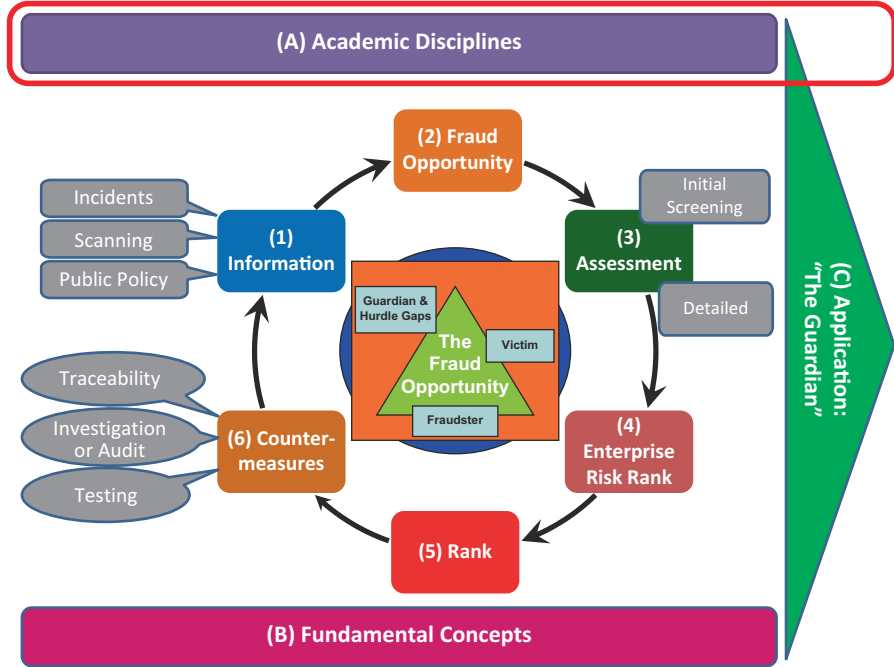 (A) Academic Disciplines
(2) Fraud
Opportunity
Incidents
Scanning
Public Policy
(1)
Information
Initial
Screening
(3)
Assessment
Detailed
Guardian &
Hurdle Gaps
Victim
The
Fraud
Opportunity
Fraudster
Traceability
Investigation
or Audit
Testing
(6) Counter-
measures
(4)
Enterprise
Risk Rank
(5) Rank
(B) Fundamental Concepts
(C) Application:
“The Guardian”